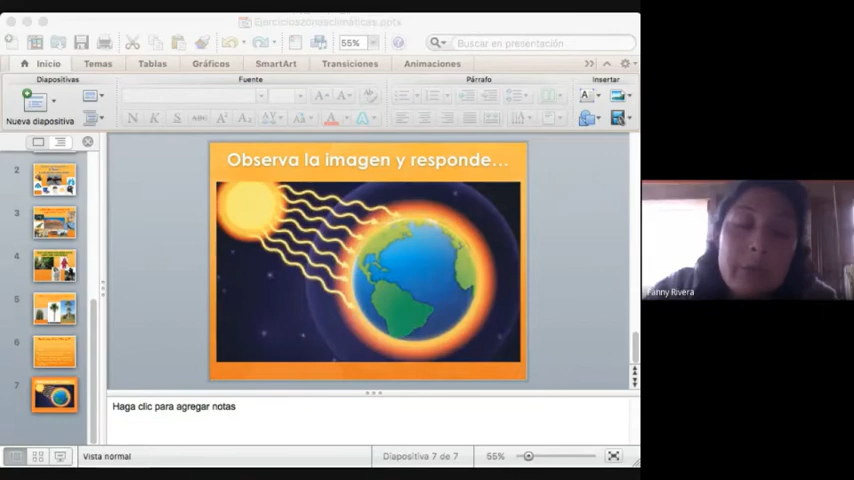 Ejercicioszonasclimáticas.pptx
55%
Buscar en presentación
Inicio
Temas
Tablas
Gráficos
SmartArt
Transiciones
Animaciones
Diapositivas
Fuente
Párrafo
Insertar
Nueva diapositiva
N
K
S
ABC
A
Observa la imagen y responde...
2
3
4
5
6
7
Fanny Rivera
Haga clic para agregar notas
Vista normal
Diapositiva 7 de 7
55%